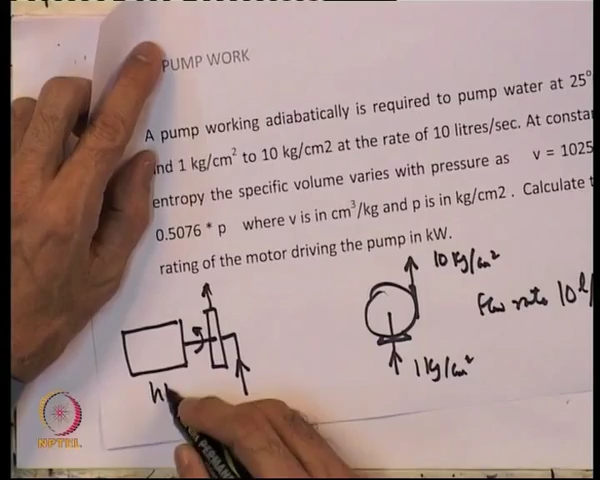 PUMP WORK
A pump working adiabatically is required to pump water at 25°
and 1 kg/cm² to 10 kg/cm2 at the rate of 10 litres/sec. At consta
entropy the specific volume varies with pressure as v = 1025
0.5076 * p where v is in cm³/kg and p is in kg/cm2 . Calculate t
rating of the motor driving the pump in kW.
10 kg/cm²
Flow rate 10 l/
1 kg/cm²
NPTEL